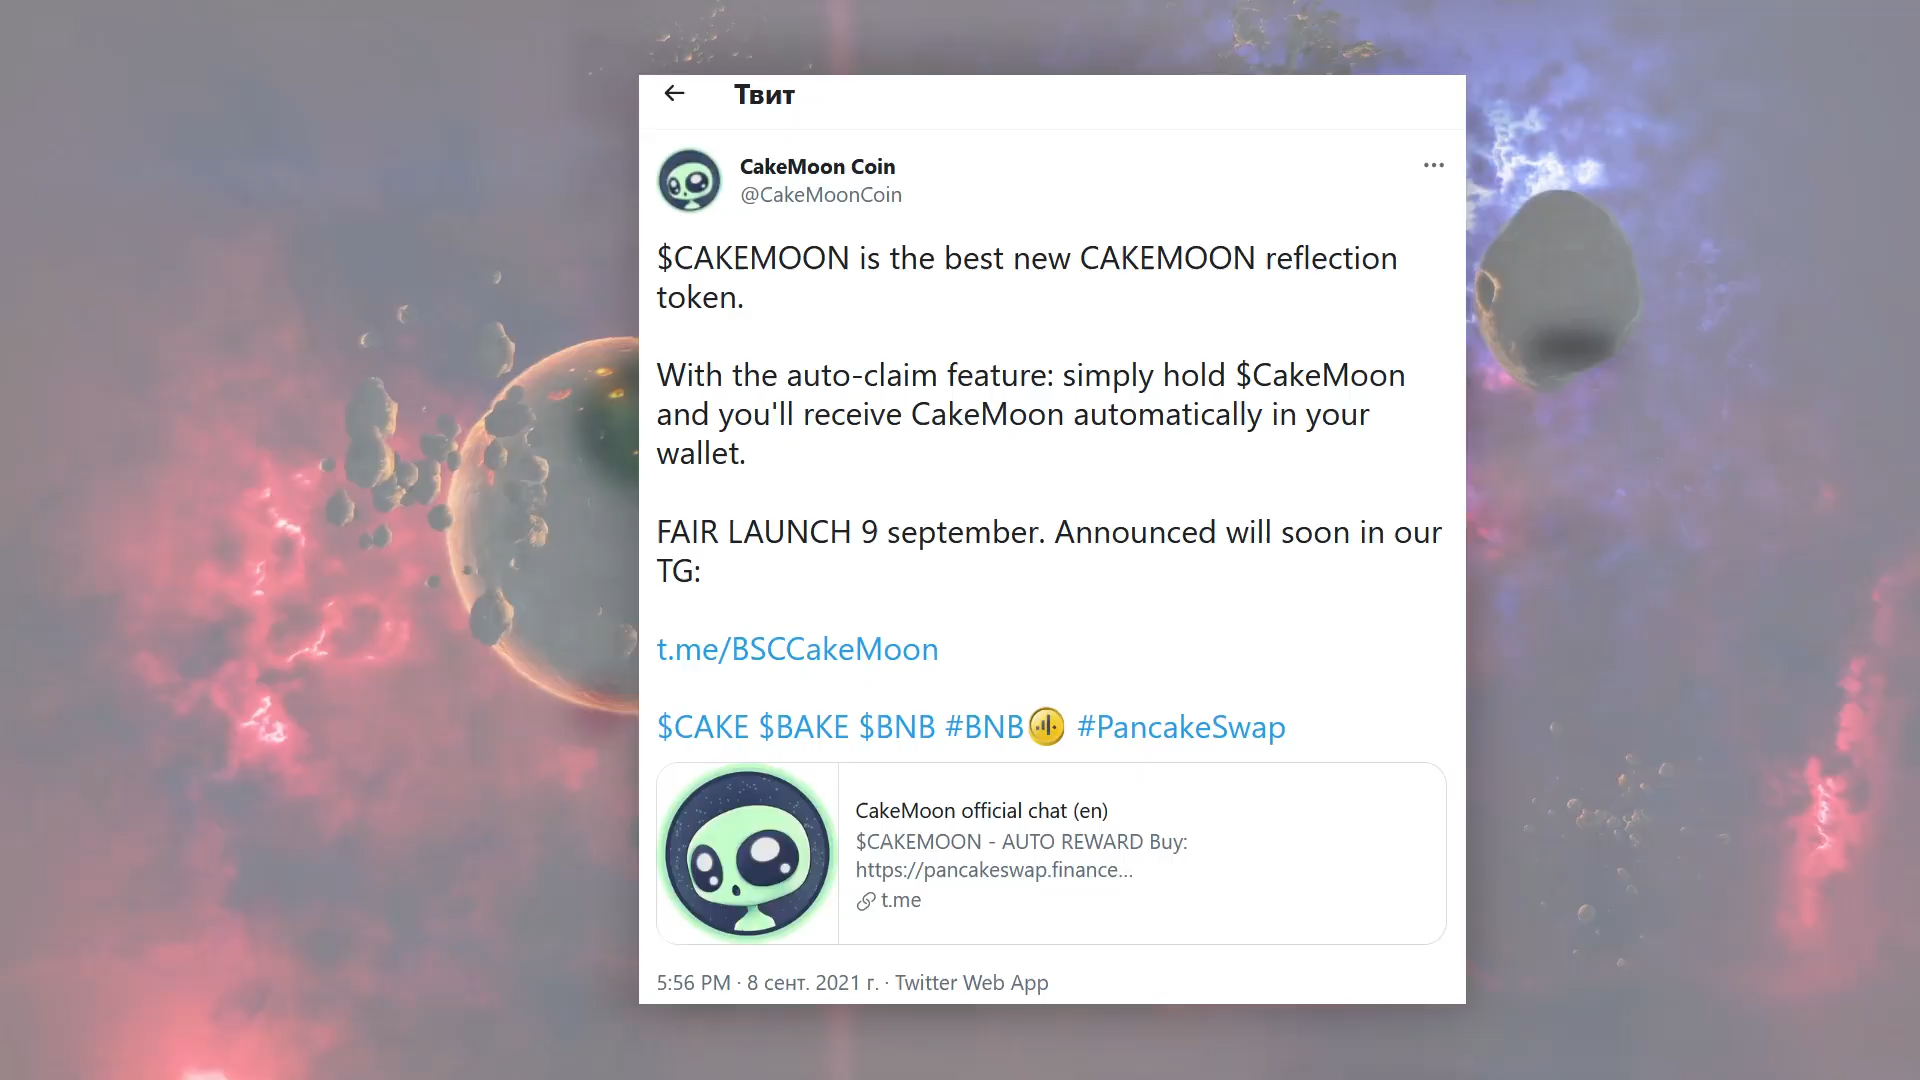 Твит
CakeMoon Coin
@CakeMoonCoin
$CAKEMOON is the best new CAKEMOON reflection
token.
With the auto-claim feature: simply hold $CakeMoon
and you'll receive CakeMoon automatically in your
wallet.
FAIR LAUNCH 9 september. Announced will soon in our
TG:
t.me/BSCCakeMoon
$CAKE $BAKE $BNB #BNB #PancakeSwap
CakeMoon official chat (en)
$CAKEMOON - AUTO REWARD Buy:
https://pancakeswap.finance...
t.me
5:56 PM · 8 сент. 2021 г. · Twitter Web App